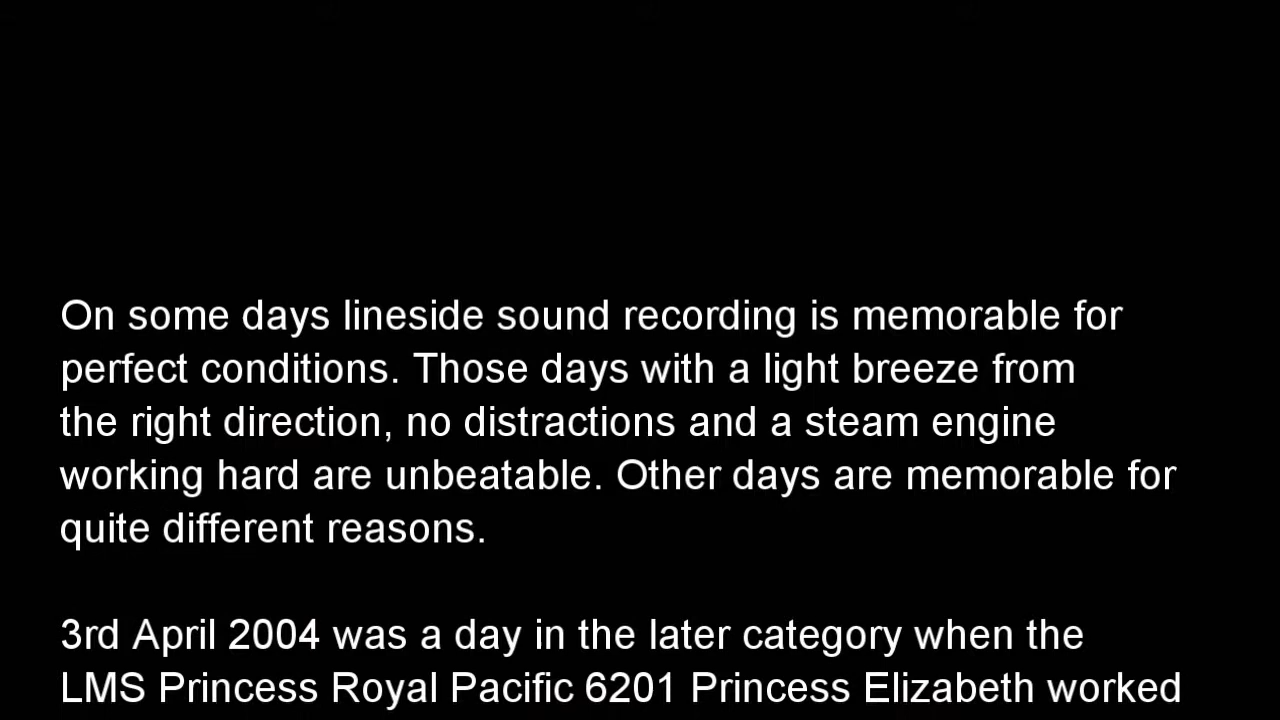 On some days lineside sound recording is memorable for
perfect conditions. Those days with a light breeze from
the right direction, no distractions and a steam engine
working hard are unbeatable. Other days are memorable for
quite different reasons.
3rd April 2004 was a day in the later category when the
LMS Princess Royal Pacific 6201 Princess Elizabeth worked